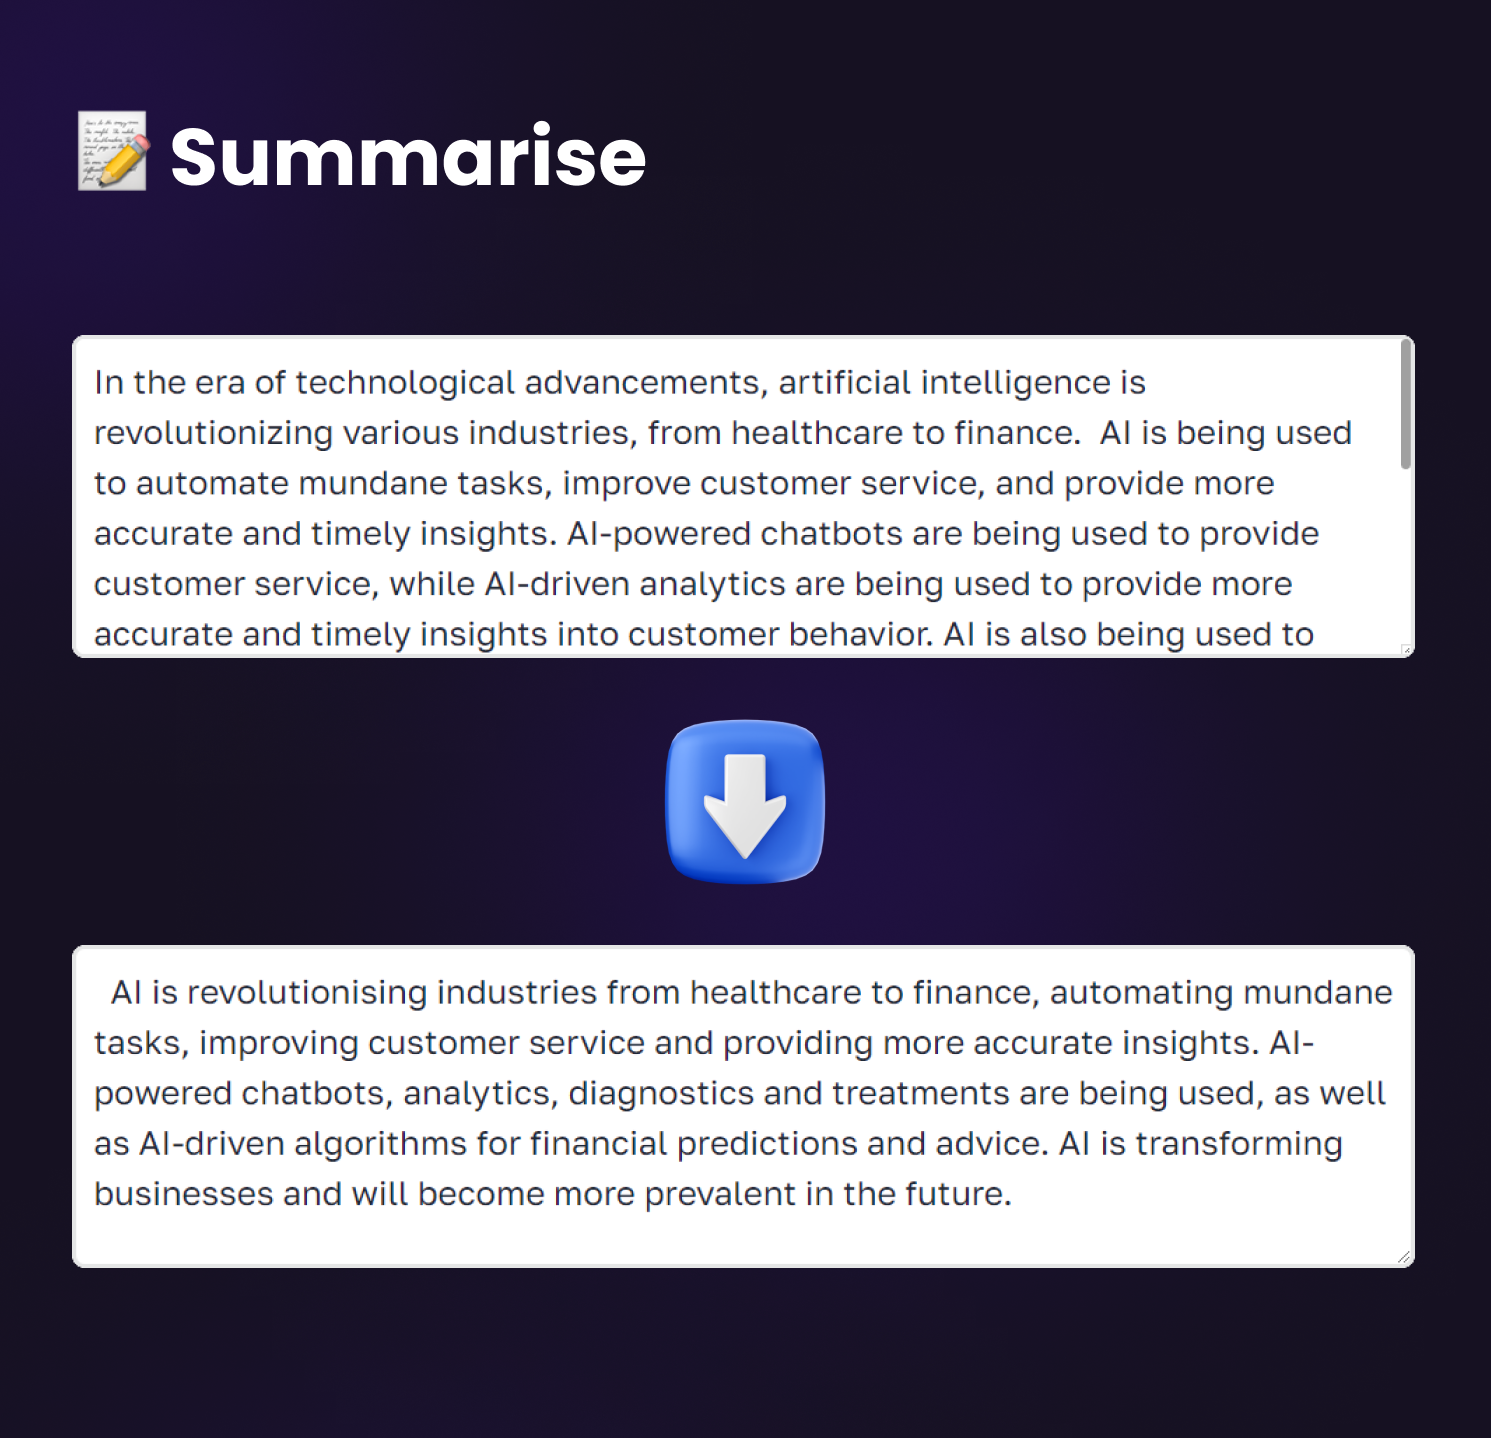 Summarise
In the era of technological advancements, artificial intelligence is
revolutionizing various industries, from healthcare to finance.  AI is being used
to automate mundane tasks, improve customer service, and provide more
accurate and timely insights. AI-powered chatbots are being used to provide
customer service, while AI-driven analytics are being used to provide more
accurate and timely insights into customer behavior. AI is also being used to
AI is revolutionising industries from healthcare to finance, automating mundane
tasks, improving customer service and providing more accurate insights. AI-
powered chatbots, analytics, diagnostics and treatments are being used, as well
as AI-driven algorithms for financial predictions and advice. AI is transforming
businesses and will become more prevalent in the future.